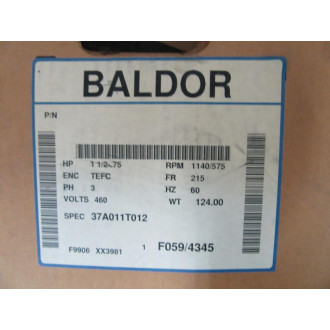 BALDOR
P/N
HP 1 1/2-.75 RPM 1140/575
ENC TEFC FR 215
PH 3 HZ 60
VOLTS 460 WT 124.00
SPEC 37A011T012
F9906 XX3981 1 F059/4345